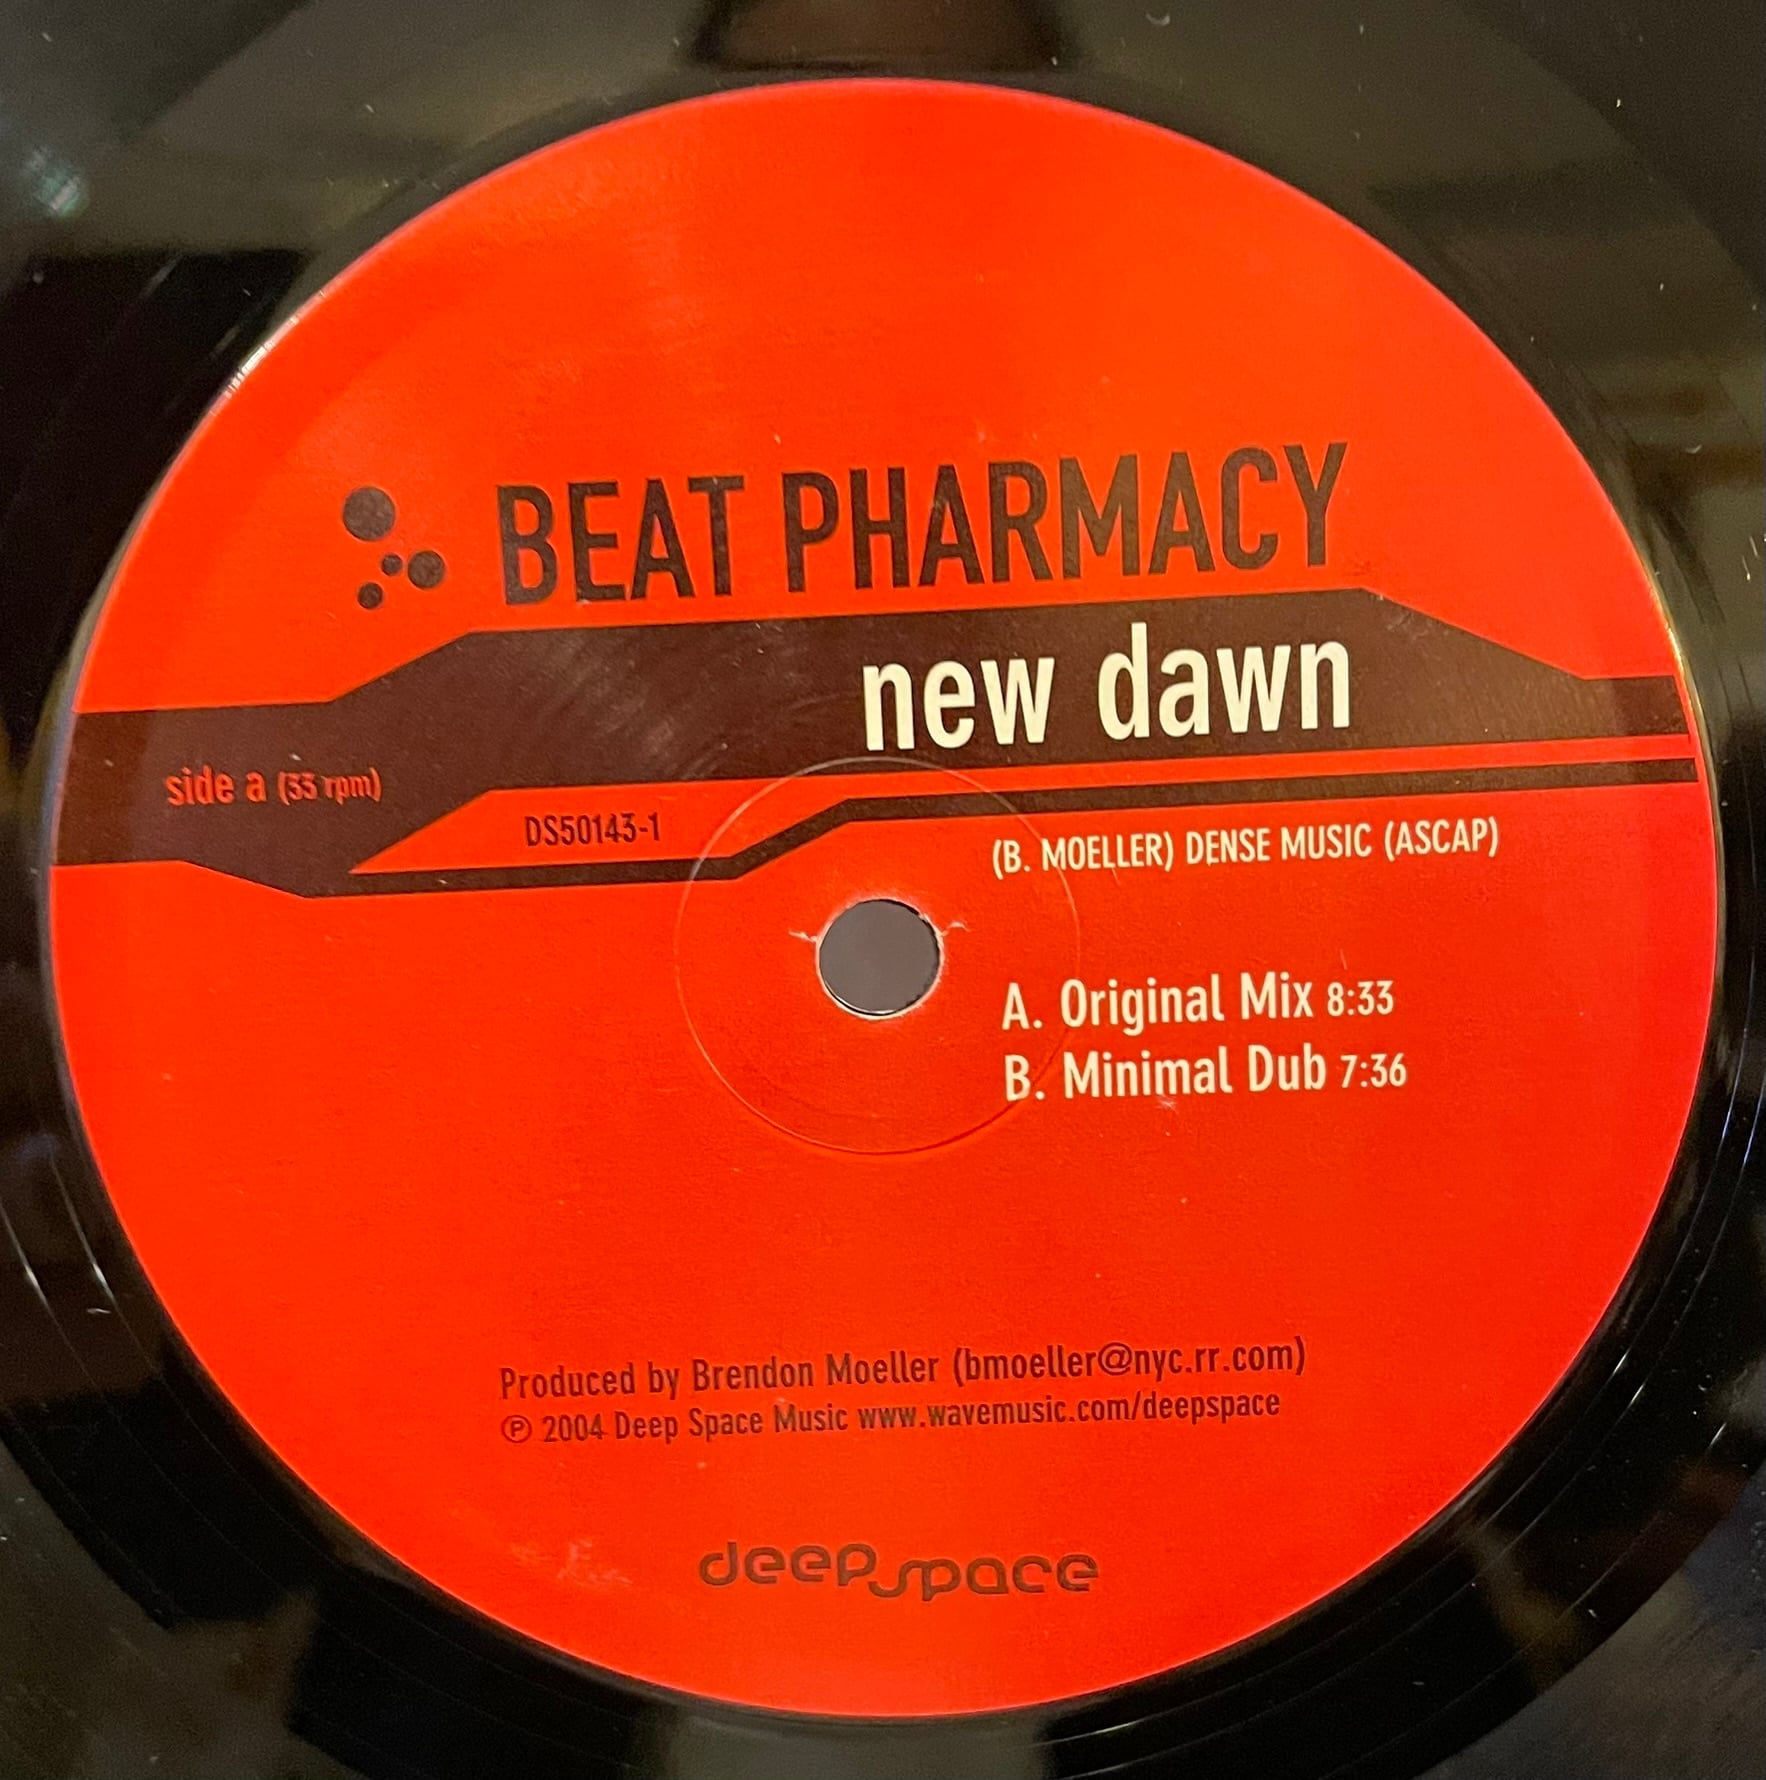 BEAT PHARMACY
new dawn
side a (33 rpm)
DS50143-1
(B. MOELLER) DENSE MUSIC (ASCAP)
A. Original Mix 8:33
B. Minimal Dub 7:36
Produced by Brendon Moeller (bmoeller@nyc.rr.com)
℗ 2004 Deep Space Music www.wavemusic.com/deepspace
deepspace